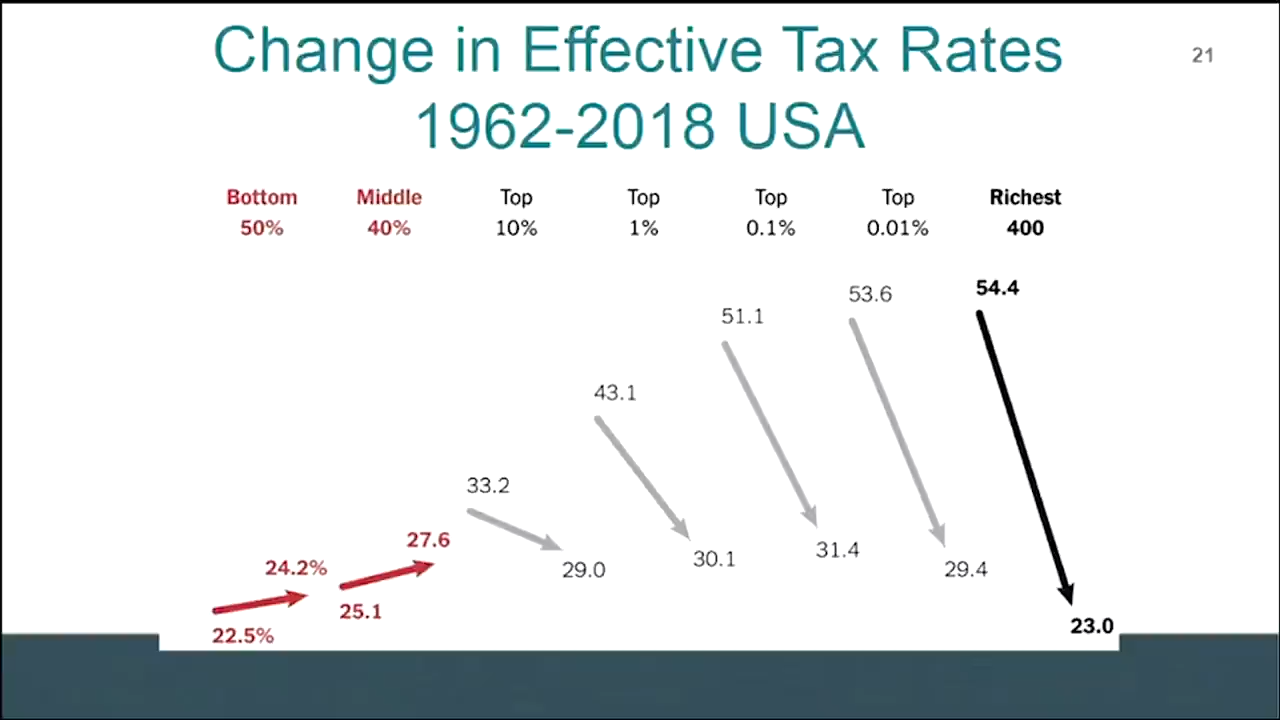 Change in Effective Tax Rates
1962-2018 USA
21
Bottom
50%
Middle
40%
Top
10%
Top
1%
Top
0.1%
Top
0.01%
Richest
400
22.5%
24.2%
25.1
27.6
33.2
29.0
43.1
30.1
51.1
31.4
53.6
29.4
54.4
23.0